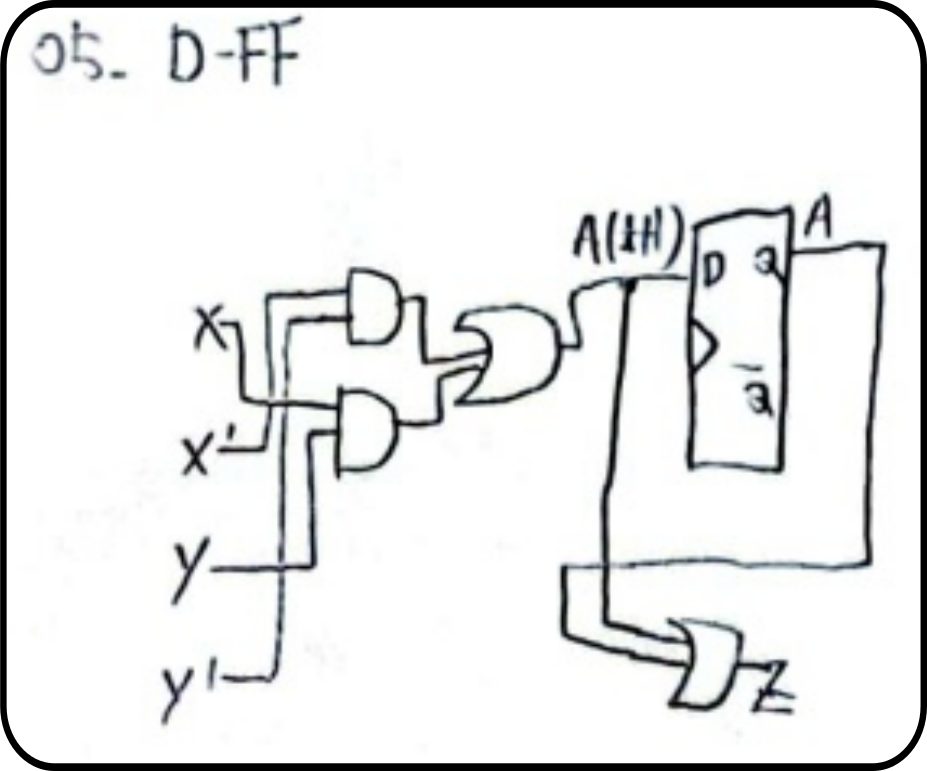 05- D-FF
A(t+1)
A
D Q
X
Q̅
X'
Y
Y'
Z